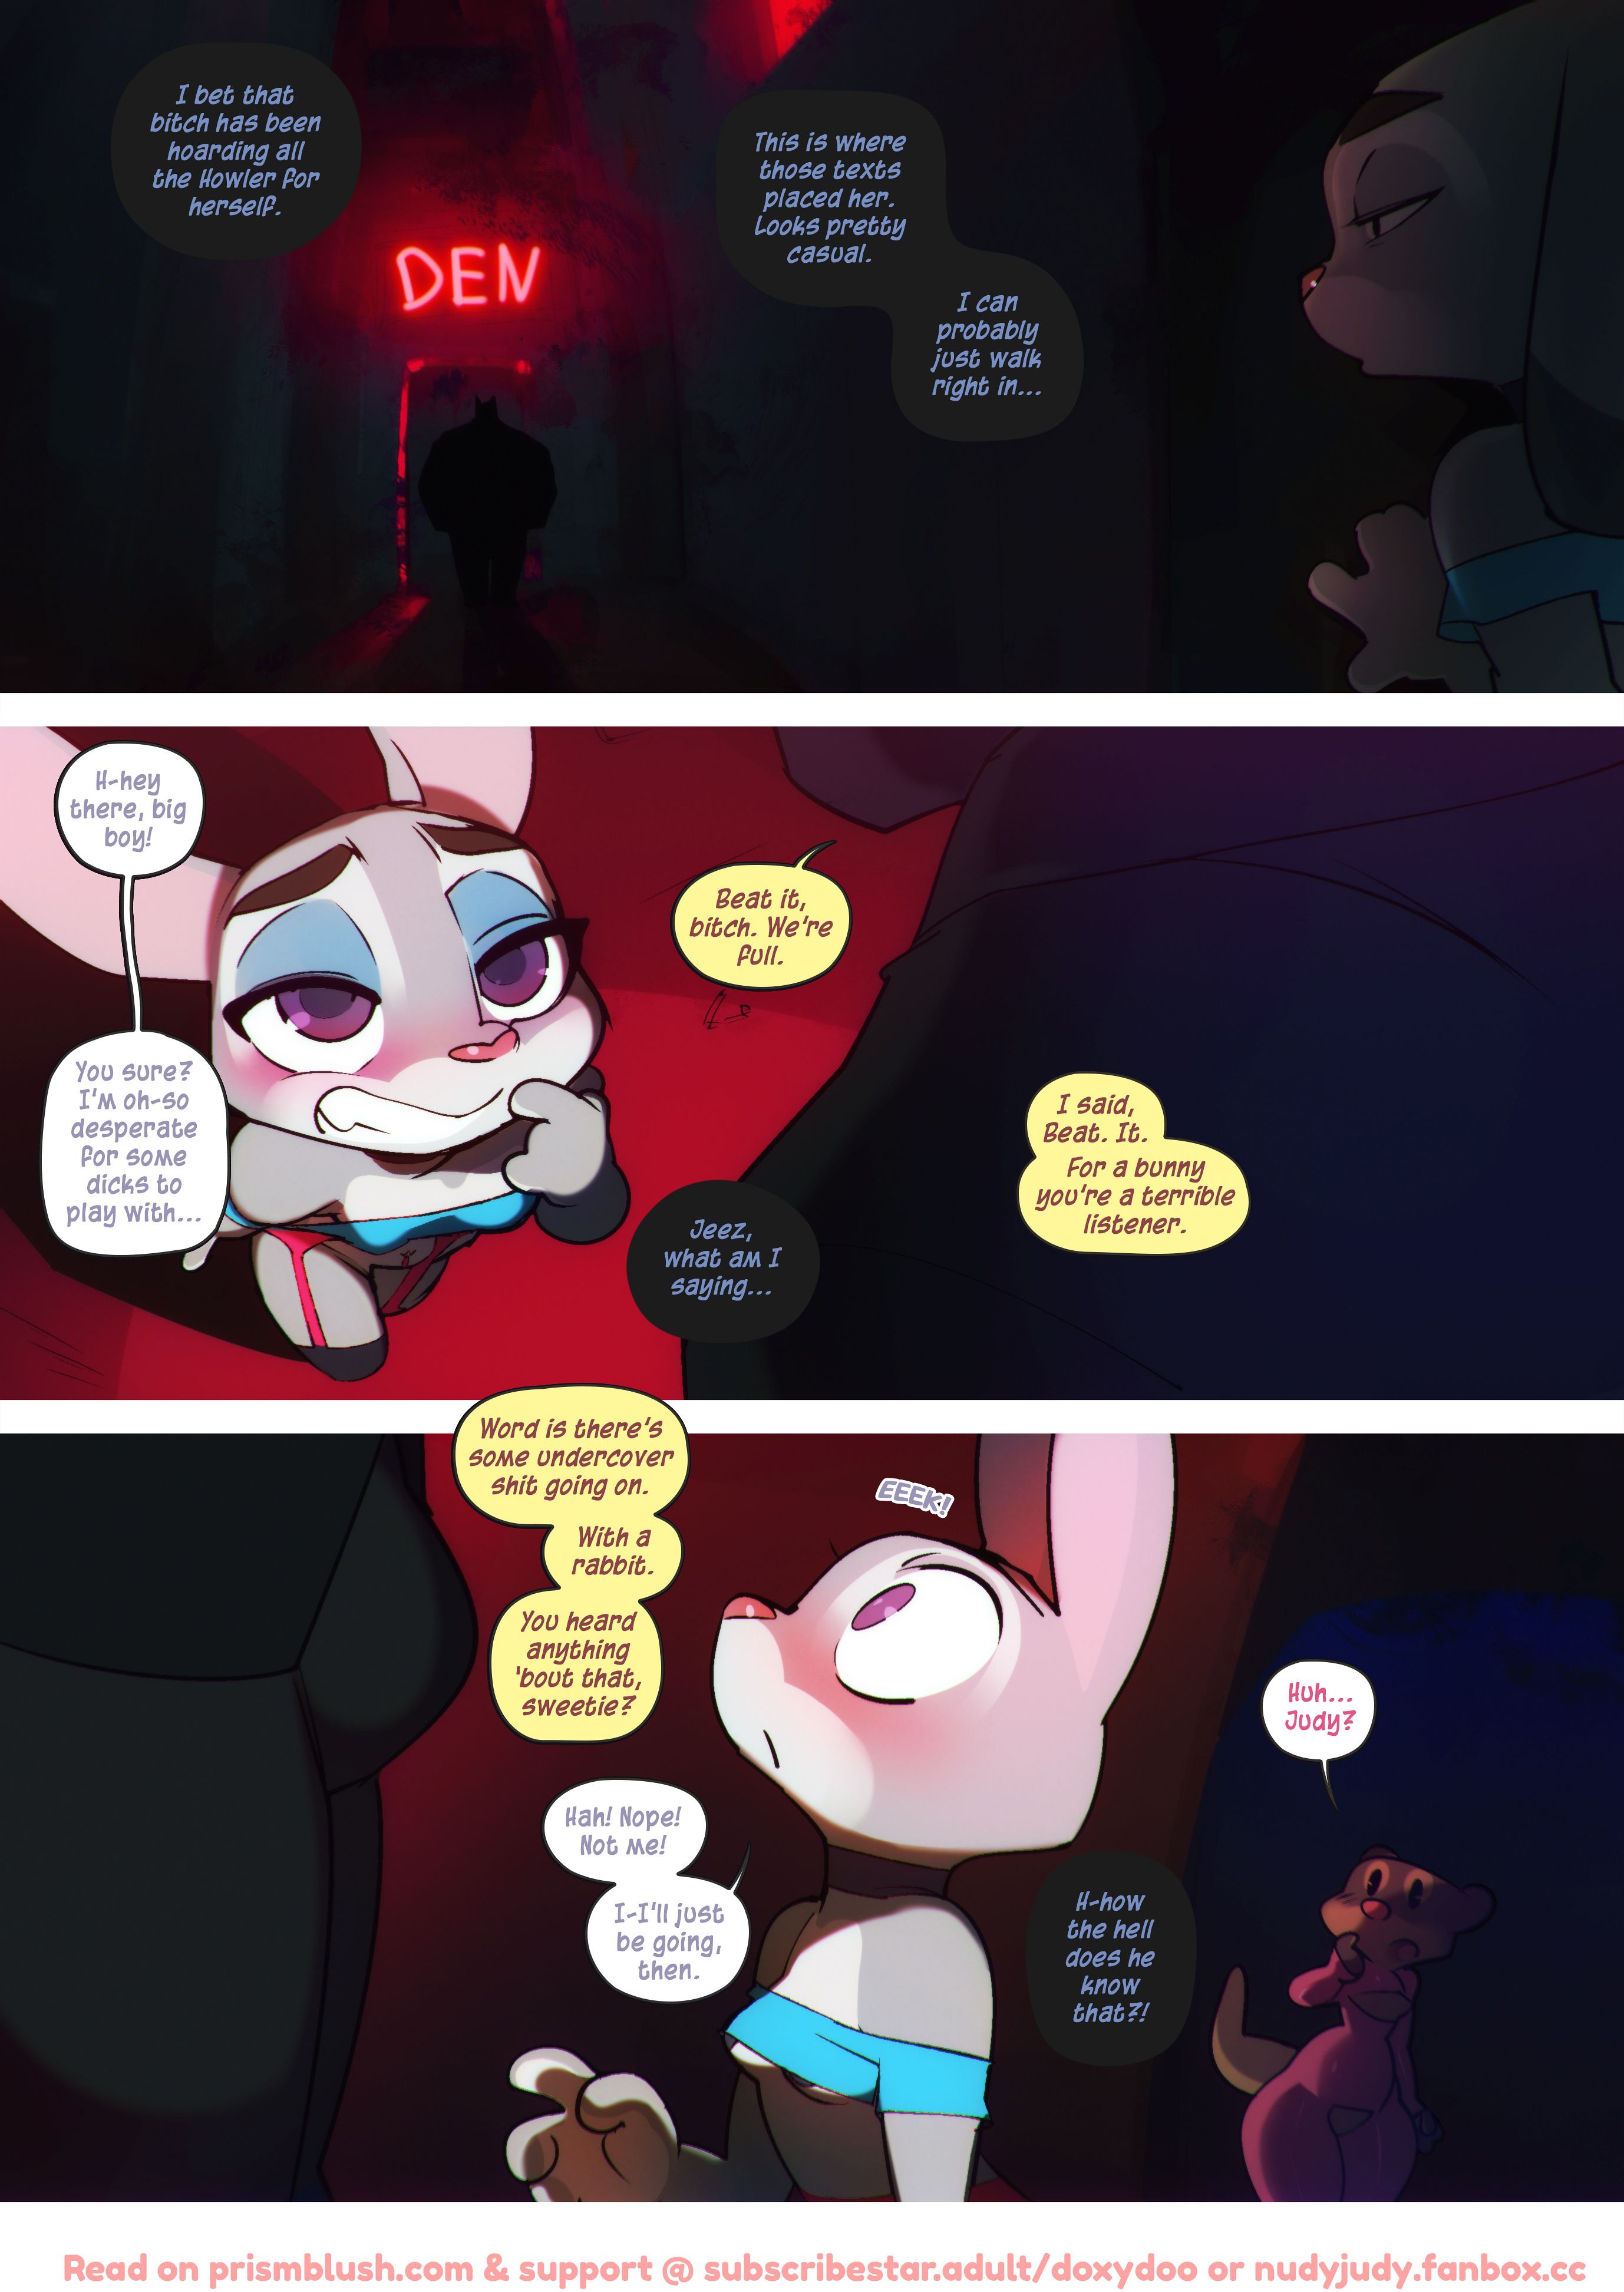 I bet that
bitch has been
hoarding all
the Howler for
herself.
DEN
This is where
those texts
placed her.
Looks pretty
casual.
I can
probably
just walk
right in...
H-hey
there, big
boy!
Beat it,
bitch. We're
full.
You sure?
I'm oh-so
desperate
for some
dicks to
play with...
Jeez,
what am I
saying...
I said,
Beat. It.
For a bunny
you're a terrible
listener.
Word is there's
some undercover
shit going on.
With a
rabbit.
You heard
anything
'bout that,
sweetie?
EEEK!
Hah! Nope!
Not me!
I-I'll just
be going,
then.
H-how
the hell
does he
know
that?!
Huh...
Judy?
Read on prismblush.com & support @ subscribestar.adult/doxydoo or nudyjudy.fanbox.cc